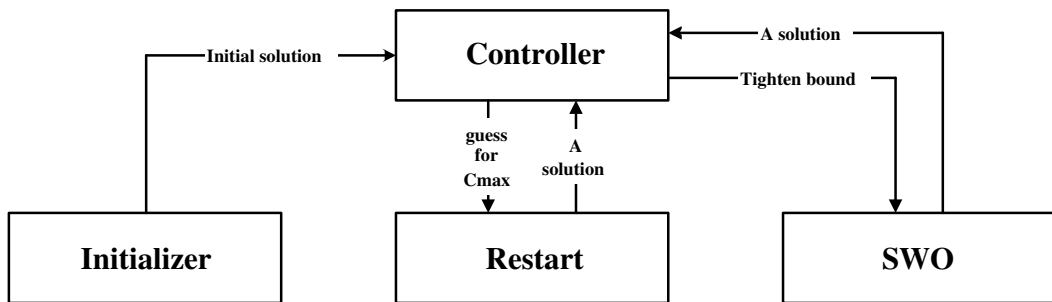 A solution
Initial solution
Controller
Tighten bound
guess
for
Cmax
A
solution
Initializer
Restart
SWO